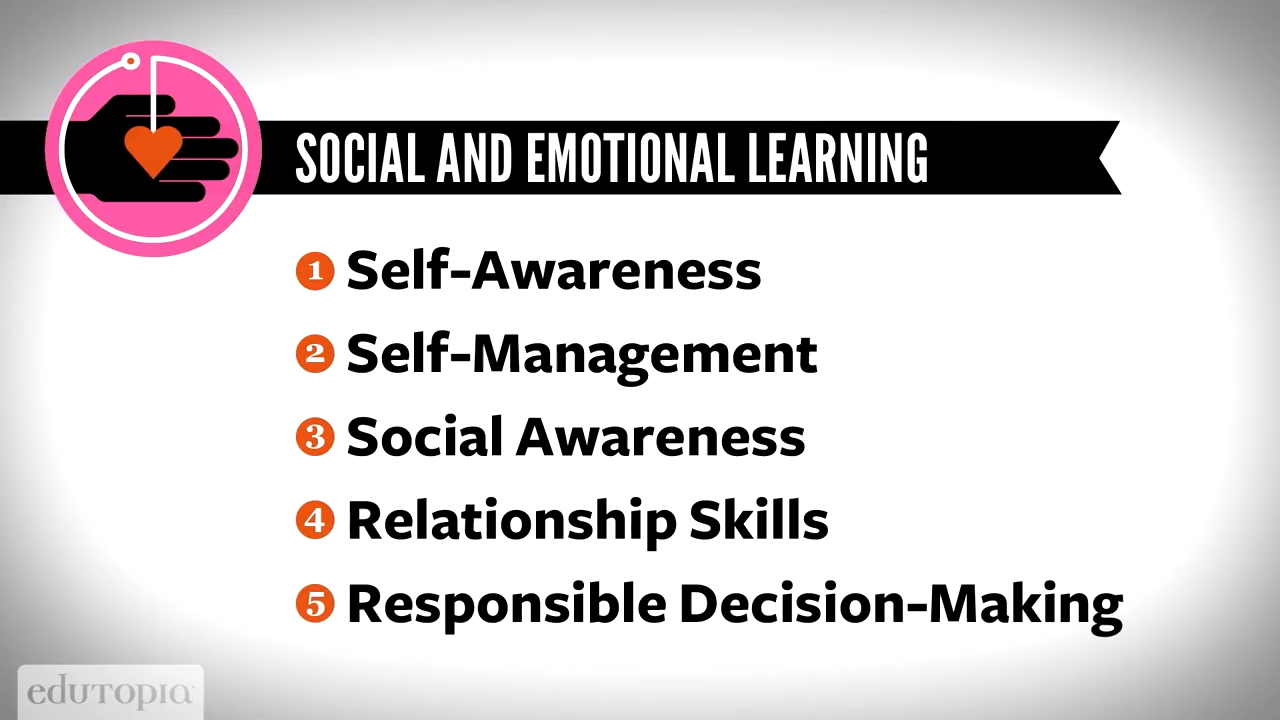 SOCIAL AND EMOTIONAL LEARNING
1 Self-Awareness
2 Self-Management
3 Social Awareness
4 Relationship Skills
5 Responsible Decision-Making
edutopia